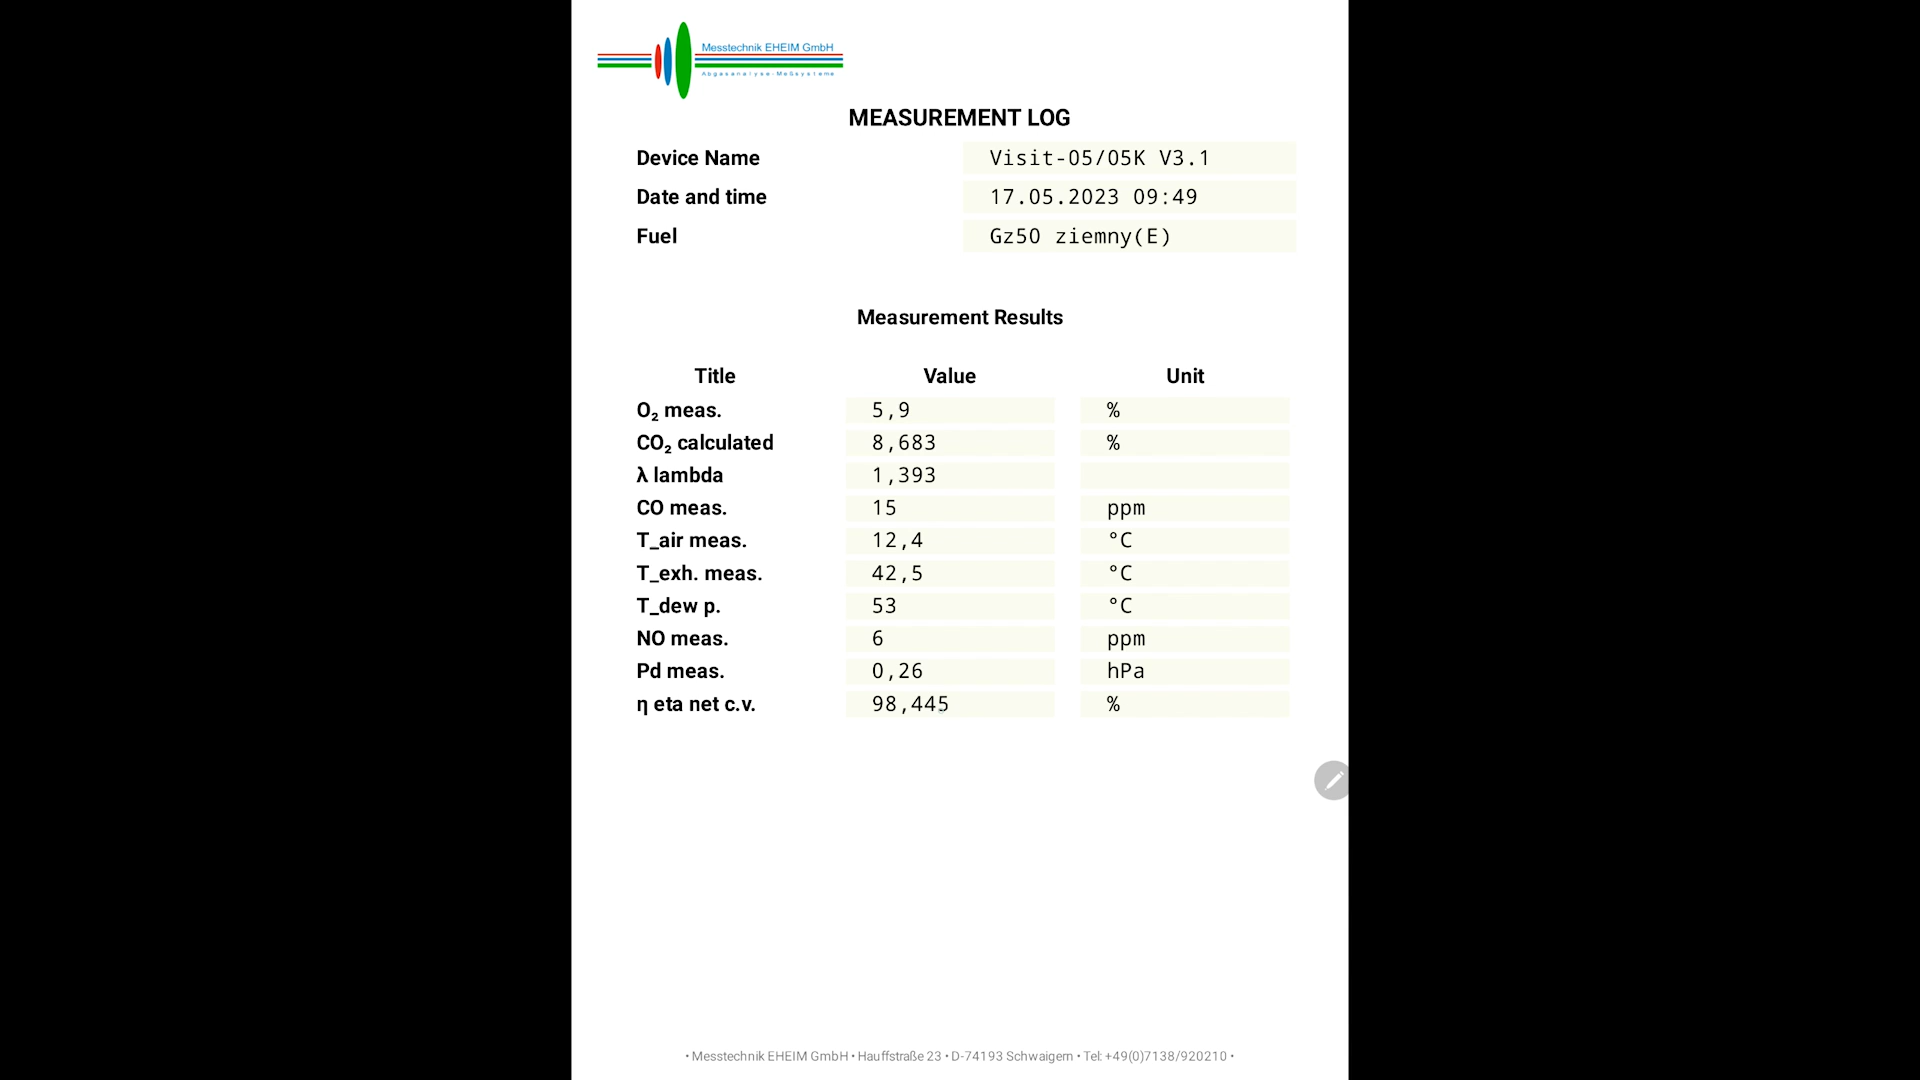 Messtechnik EHEIM GmbH
Abgasanalyse-Meßsysteme
MEASUREMENT LOG
Device Name Visit-05/05K V3.1
Date and time 17.05.2023 09:49
Fuel Gz50 ziemny(E)
Measurement Results
Title Value Unit
O₂ meas. 5,9 %
CO₂ calculated 8,683 %
λ lambda 1,393
CO meas. 15 ppm
T_air meas. 12,4 °C
T_exh. meas. 42,5 °C
T_dew p. 53 °C
NO meas. 6 ppm
Pd meas. 0,26 hPa
η eta net c.v. 98,445 %
• Messtechnik EHEIM GmbH • Hauffstraße 23 • D-74193 Schwaigern • Tel: +49(0)7138/920210 •